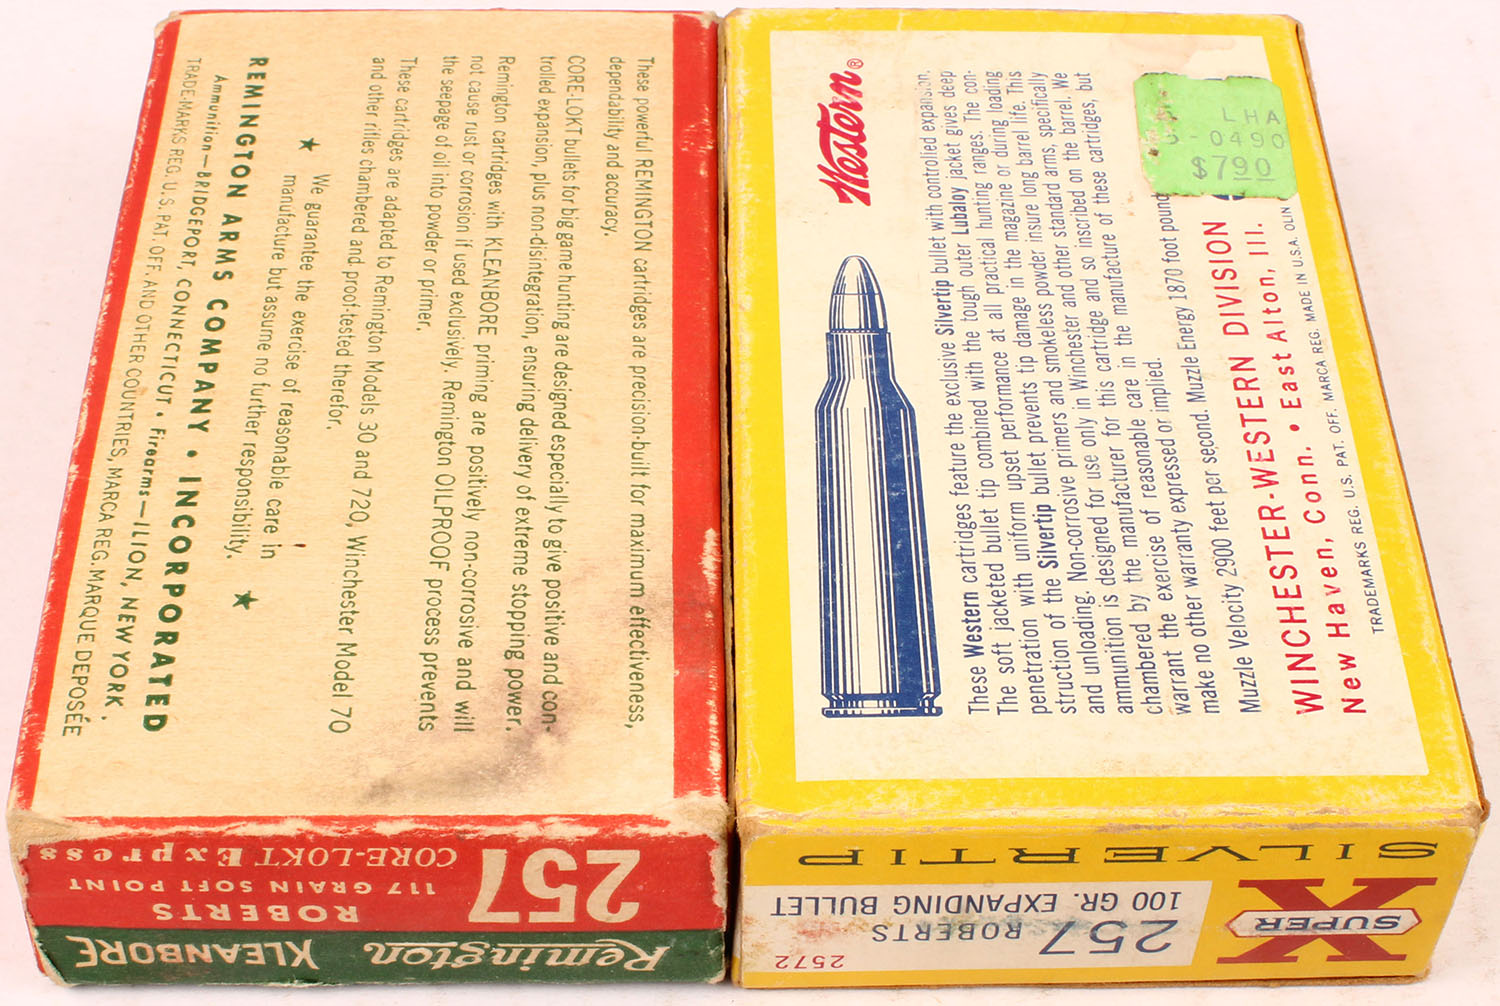 These powerful REMINGTON cartridges are precision-built for maximum effectiveness,
dependability and accuracy.
CORE-LOKT bullets for big game hunting are designed especially to give positive and con-
trolled expansion, plus non-disintegration, ensuring delivery of extreme stopping power.
Remington cartridges with KLEANBORE priming are positively non-corrosive and will
not cause rust or corrosion if used exclusively. Remington OILPROOF process prevents
the seepage of oil into powder or primer.
These cartridges are adapted to Remington Models 30 and 720, Winchester Model 70
and other rifles chambered and proof-tested therefor.
We guarantee the exercise of reasonable care in
manufacture but assume no further responsibility.
REMINGTON ARMS COMPANY • INCORPORATED
Ammunition—BRIDGEPORT, CONNECTICUT • Firearms—ILION, NEW YORK.
TRADE-MARKS REG. U.S. PAT. OFF. AND OTHER COUNTRIES, MARCA REG. MARQUE DEPOSÉE
Remington KLEANBORE
257 ROBERTS
117 GRAIN SOFT POINT
CORE-LOKT Express
Western®
These Western cartridges feature the exclusive Silvertip bullet with controlled expansion.
The soft jacketed bullet tip combined with the tough outer Lubaloy jacket gives deep
penetration with uniform upset performance at all practical hunting ranges. The con-
struction of the Silvertip bullet prevents tip damage in the magazine or during loading
and unloading. Non-corrosive primers and smokeless powder insure long barrel life. This
ammunition is designed for use only in Winchester and other standard arms, specifically
chambered by the manufacturer for this cartridge and so inscribed on the barrel. We
warrant the exercise of reasonable care in the manufacture of these cartridges, but
make no other warranty expressed or implied.
Muzzle Velocity 2900 feet per second. Muzzle Energy 1870 foot pound
WINCHESTER-WESTERN DIVISION
New Haven, Conn. • East Alton, Ill.
TRADEMARKS REG. U.S. PAT. OFF. MARCA REG. MADE IN U.S.A. OLIN
LHA
0490
$7.90
SUPER X
257 ROBERTS
2572
100 GR. EXPANDING BULLET
SILVERTIP